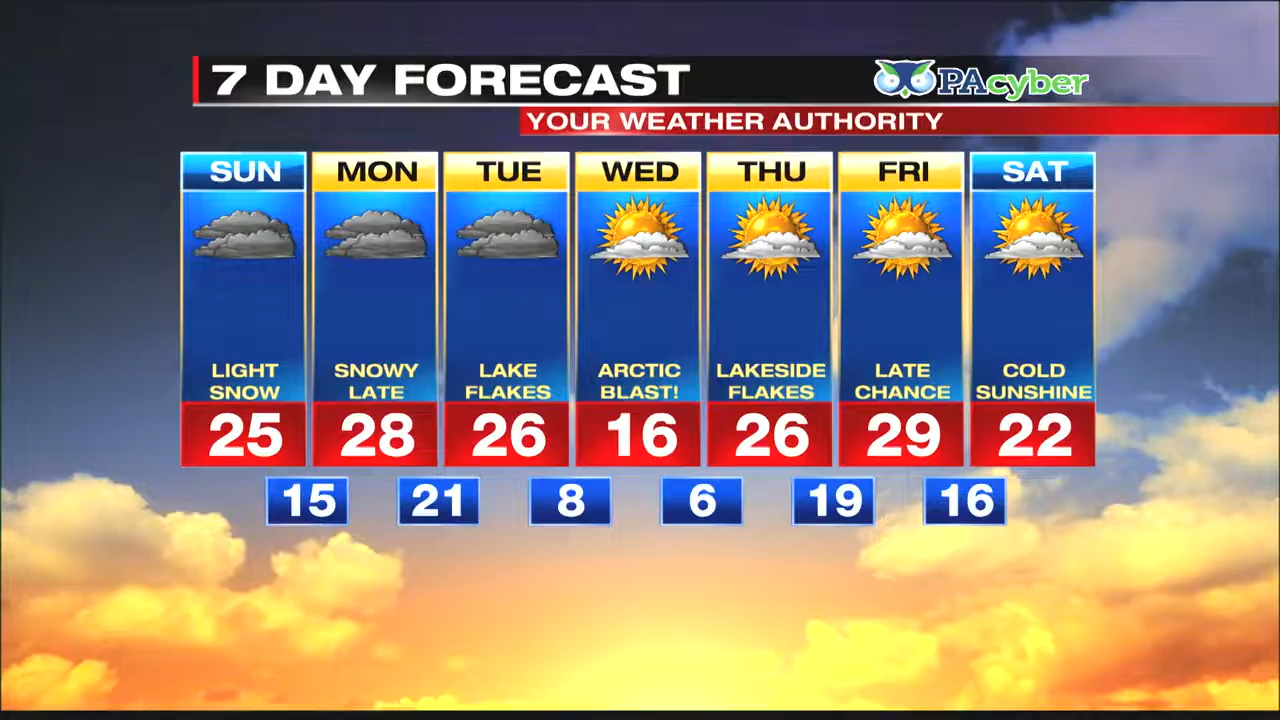 7 DAY FORECAST
PAcyber
YOUR WEATHER AUTHORITY
SUN
LIGHT
SNOW
25
MON
SNOWY
LATE
28
TUE
LAKE
FLAKES
26
WED
ARCTIC
BLAST!
16
THU
LAKESIDE
FLAKES
26
FRI
LATE
CHANCE
29
SAT
COLD
SUNSHINE
22
15
21
8
6
19
16